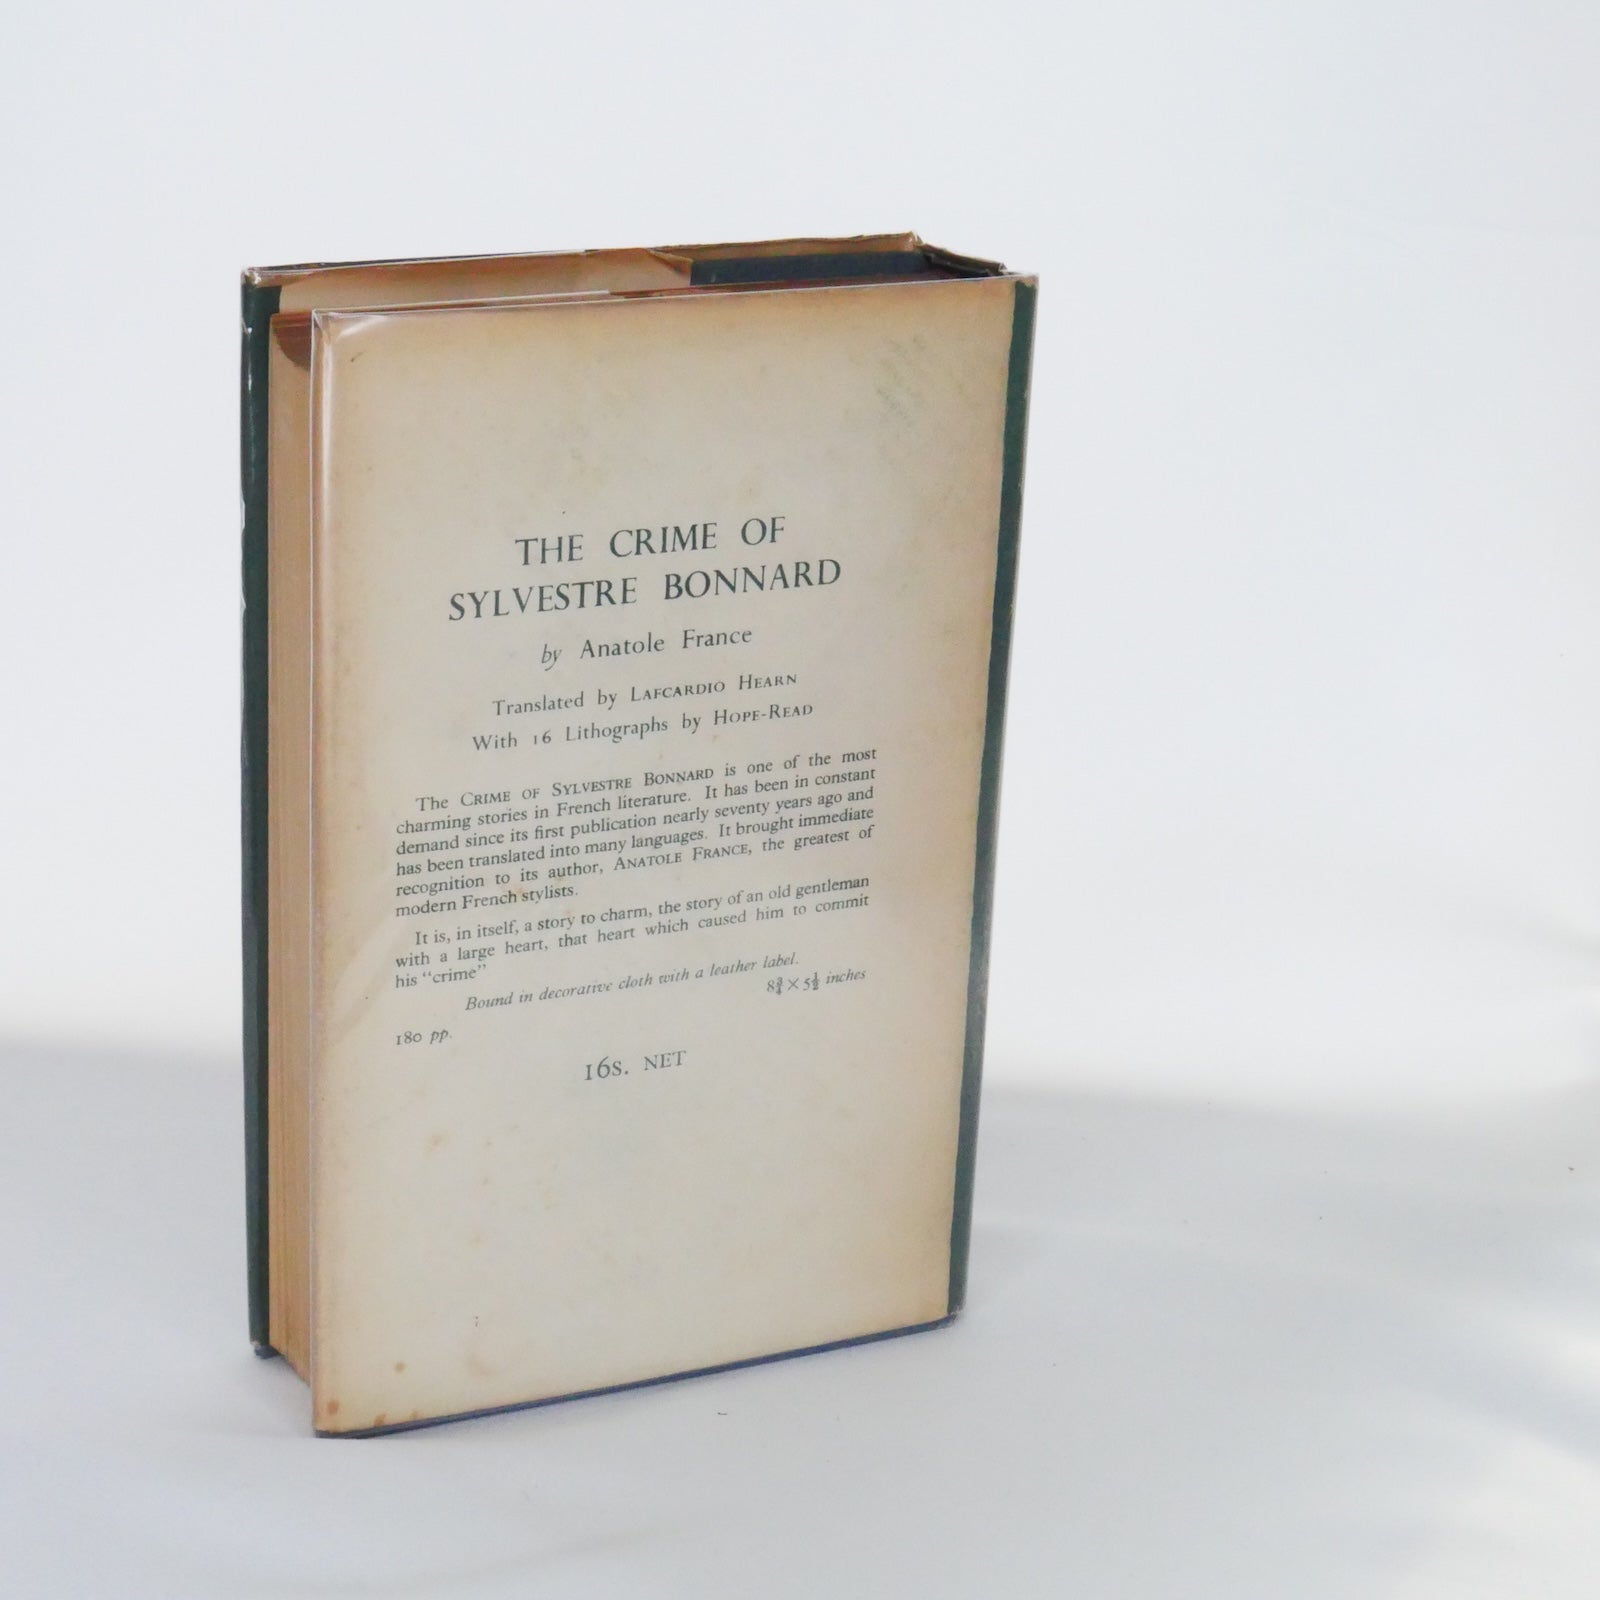 THE CRIME OF
SYLVESTRE BONNARD
by Anatole France
Translated by LAFCARDIO HEARN
With 16 Lithographs by HOPE-READ
The CRIME OF SYLVESTRE BONNARD is one of the most
charming stories in French literature. It has been in constant
demand since its first publication nearly seventy years ago and
has been translated into many languages. It brought immediate
recognition to its author, ANATOLE FRANCE, the greatest of
modern French stylists.
It is, in itself, a story to charm, the story of an old gentleman
with a large heart, that heart which caused him to commit
his "crime"
Bound in decorative cloth with a leather label.
180 pp. 8¾ × 5½ inches
16s. NET